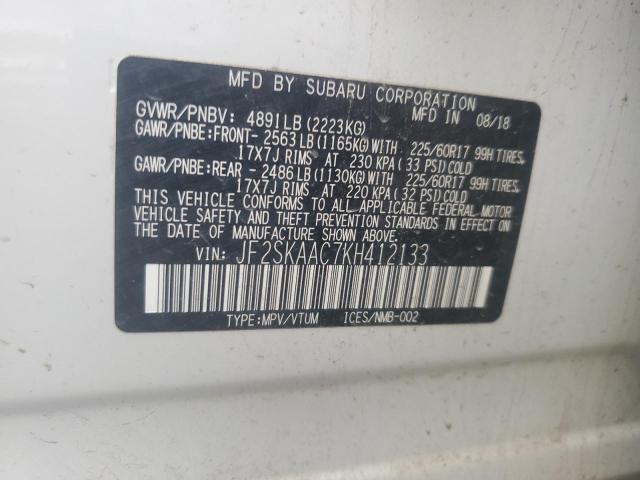 MFD BY SUBARU CORPORATION
GVWR/PNBV: 4891LB(2223KG) MFD IN 08/18
GAWR/PNBE:FRONT- 2563LB(1165KG)WITH 225/60R17 99H TIRES,
17X7J RIMS AT 230 KPA(33 PSI)COLD
GAWR/PNBE:REAR - 2486LB(1130KG)WITH 225/60R17 99H TIRES,
17X7J RIMS AT 220 KPA(32 PSI)COLD
THIS VEHICLE CONFORMS TO ALL APPLICABLE FEDERAL MOTOR
VEHICLE SAFETY AND THEFT PREVENTION STANDARDS IN EFFECT ON
THE DATE OF MANUFACTURE SHOWN ABOVE.
VIN: JF2SKAAC7KH412133
TYPE:MPV/VTUM ICES/NMB-002